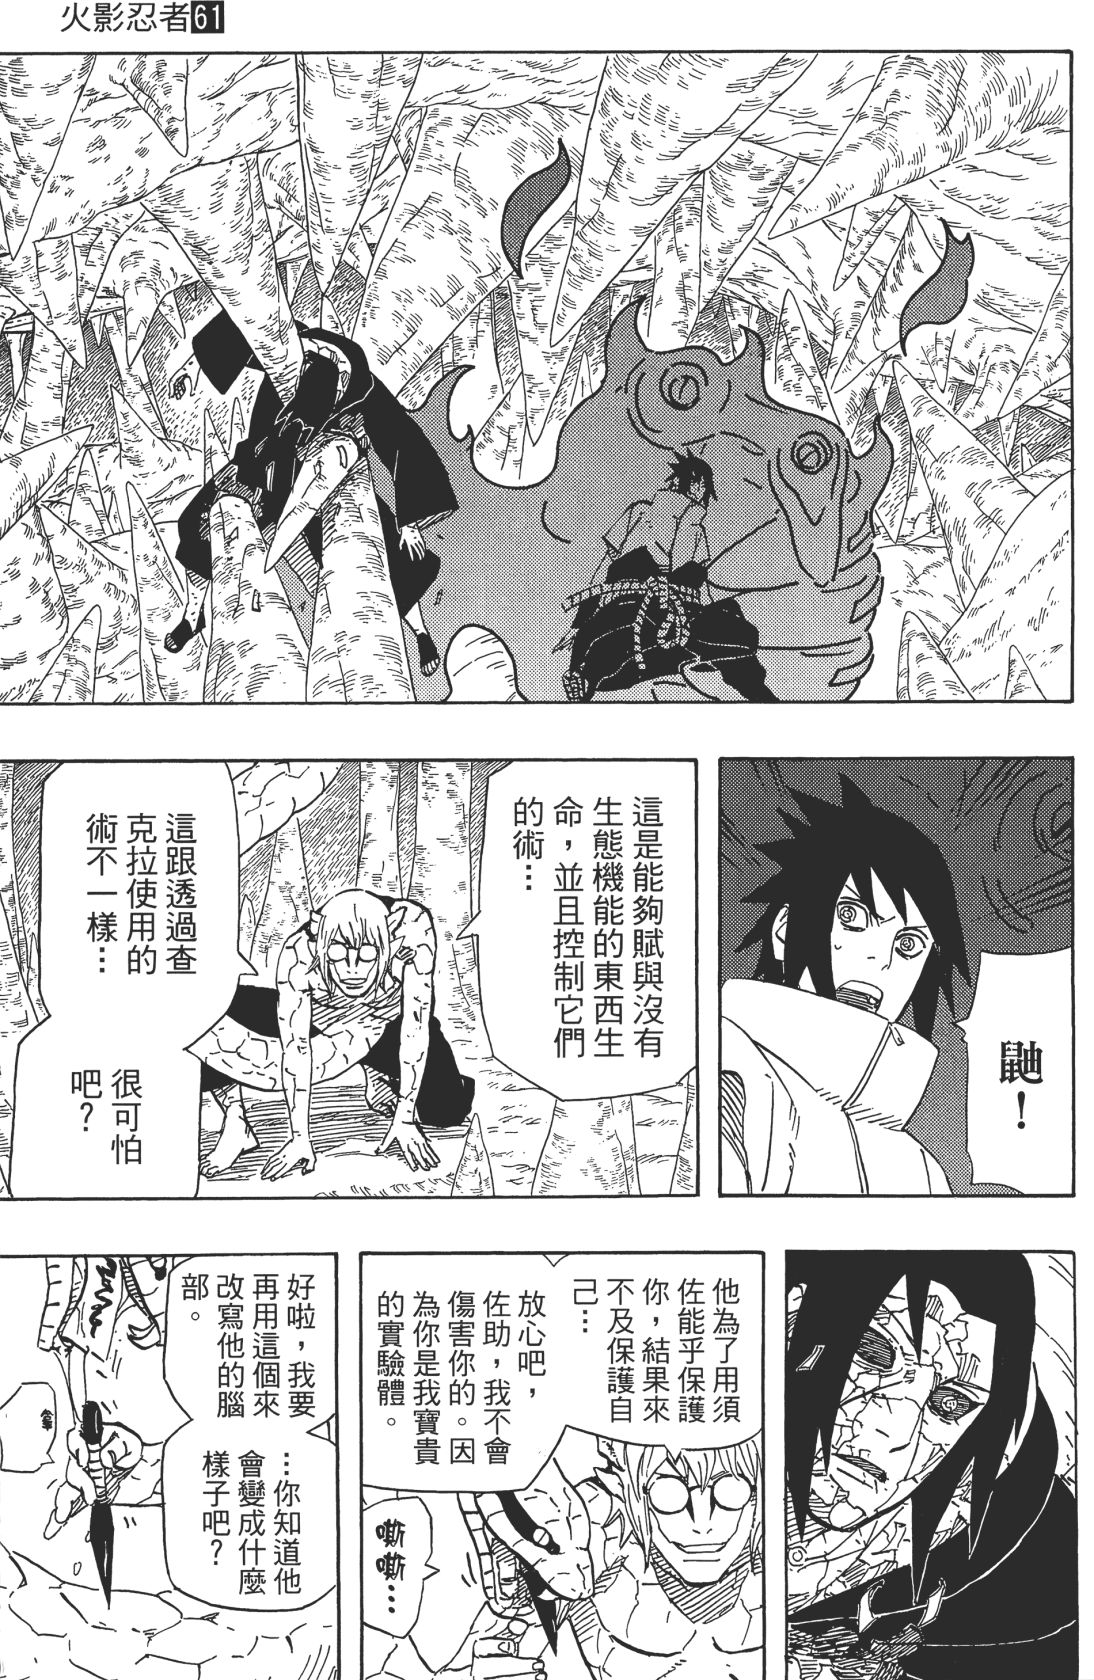 火影忍者61
鼬！
這是能夠賦與沒有
生態機能的東西生
命，並且控制它們
的術…
這跟透過查
克拉使用的
術不一樣…
很可怕
吧？
他為了用須
佐能乎保護
你，結果來
不及保護自
己…
放心吧，
佐助，我不會
傷害你的。因
為你是我寶貴
的實驗體。
嘶嘶…
好啦，我要
再用這個來
改寫他的腦
部。
…你知道他
會變成什麼
樣子吧？